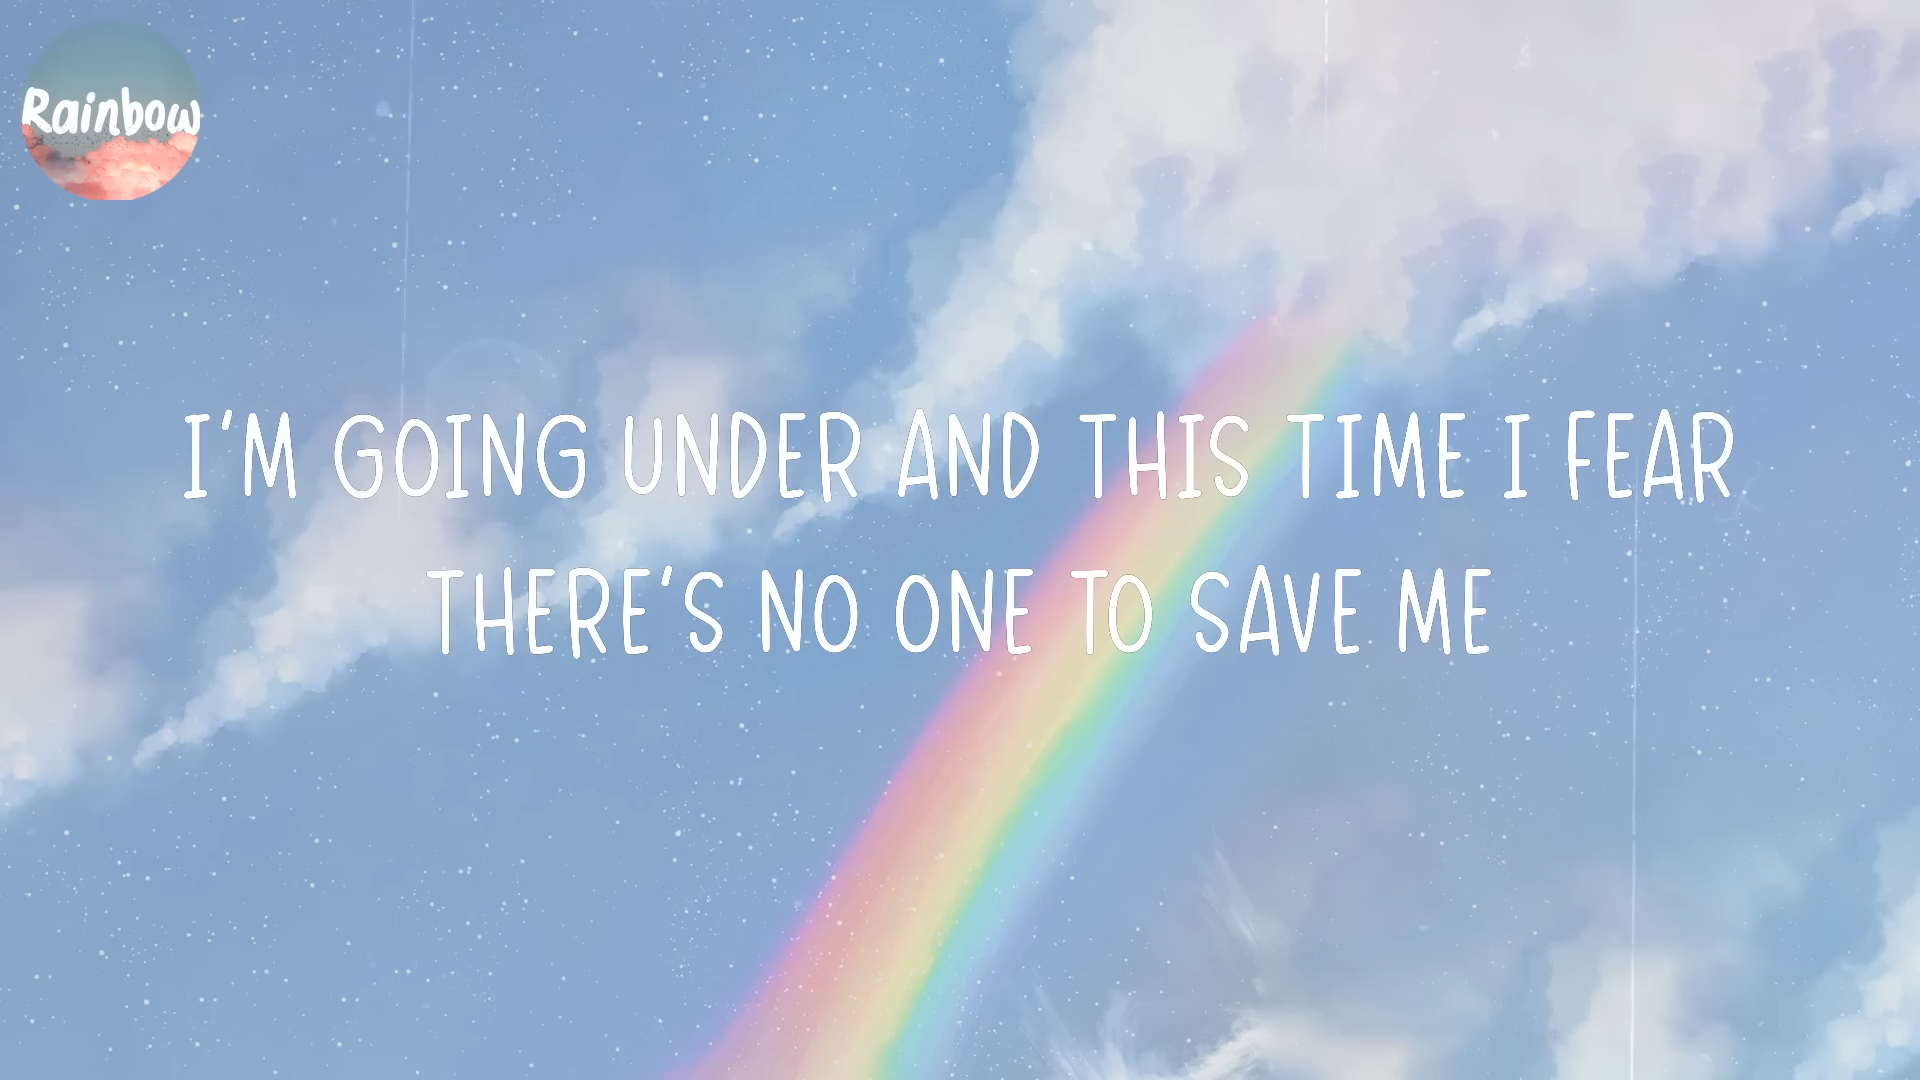 Rainbow
I'M GOING UNDER AND THIS TIME I FEAR
THERE'S NO ONE TO SAVE ME